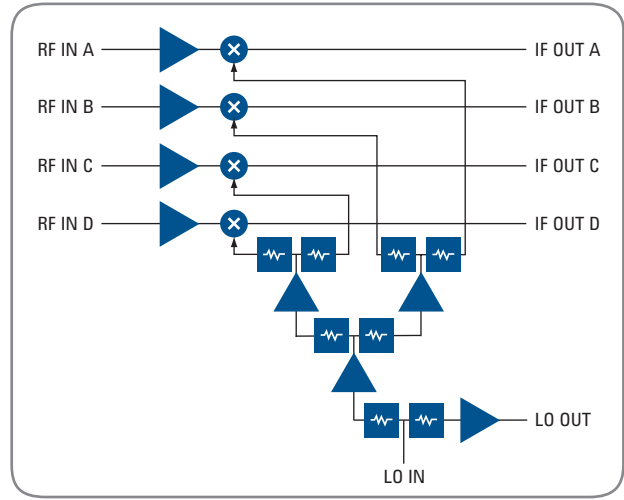 RF IN A
IF OUT A
RF IN B
IF OUT B
RF IN C
IF OUT C
RF IN D
IF OUT D
LO OUT
LO IN